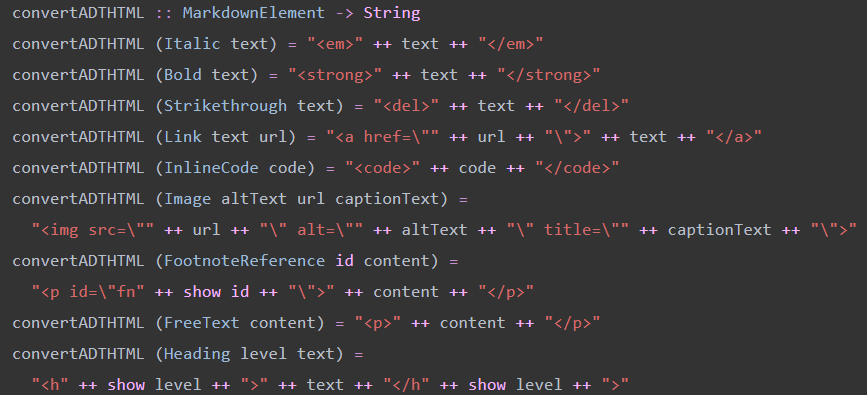 convertADTHTML :: MarkdownElement -> String
convertADTHTML (Italic text) = "<em>" ++ text ++ "</em>"
convertADTHTML (Bold text) = "<strong>" ++ text ++ "</strong>"
convertADTHTML (Strikethrough text) = "<del>" ++ text ++ "</del>"
convertADTHTML (Link text url) = "<a href=\"" ++ url ++ "\">" ++ text ++ "</a>"
convertADTHTML (InlineCode code) = "<code>" ++ code ++ "</code>"
convertADTHTML (Image altText url captionText) =
  "<img src=\"" ++ url ++ "\" alt=\"" ++ altText ++ "\" title=\"" ++ captionText ++ "\">"
convertADTHTML (FootnoteReference id content) =
  "<p id=\"fn" ++ show id ++ "\">" ++ content ++ "</p>"
convertADTHTML (FreeText content) = "<p>" ++ content ++ "</p>"
convertADTHTML (Heading level text) =
  "<h" ++ show level ++ ">" ++ text ++ "</h" ++ show level ++ ">"